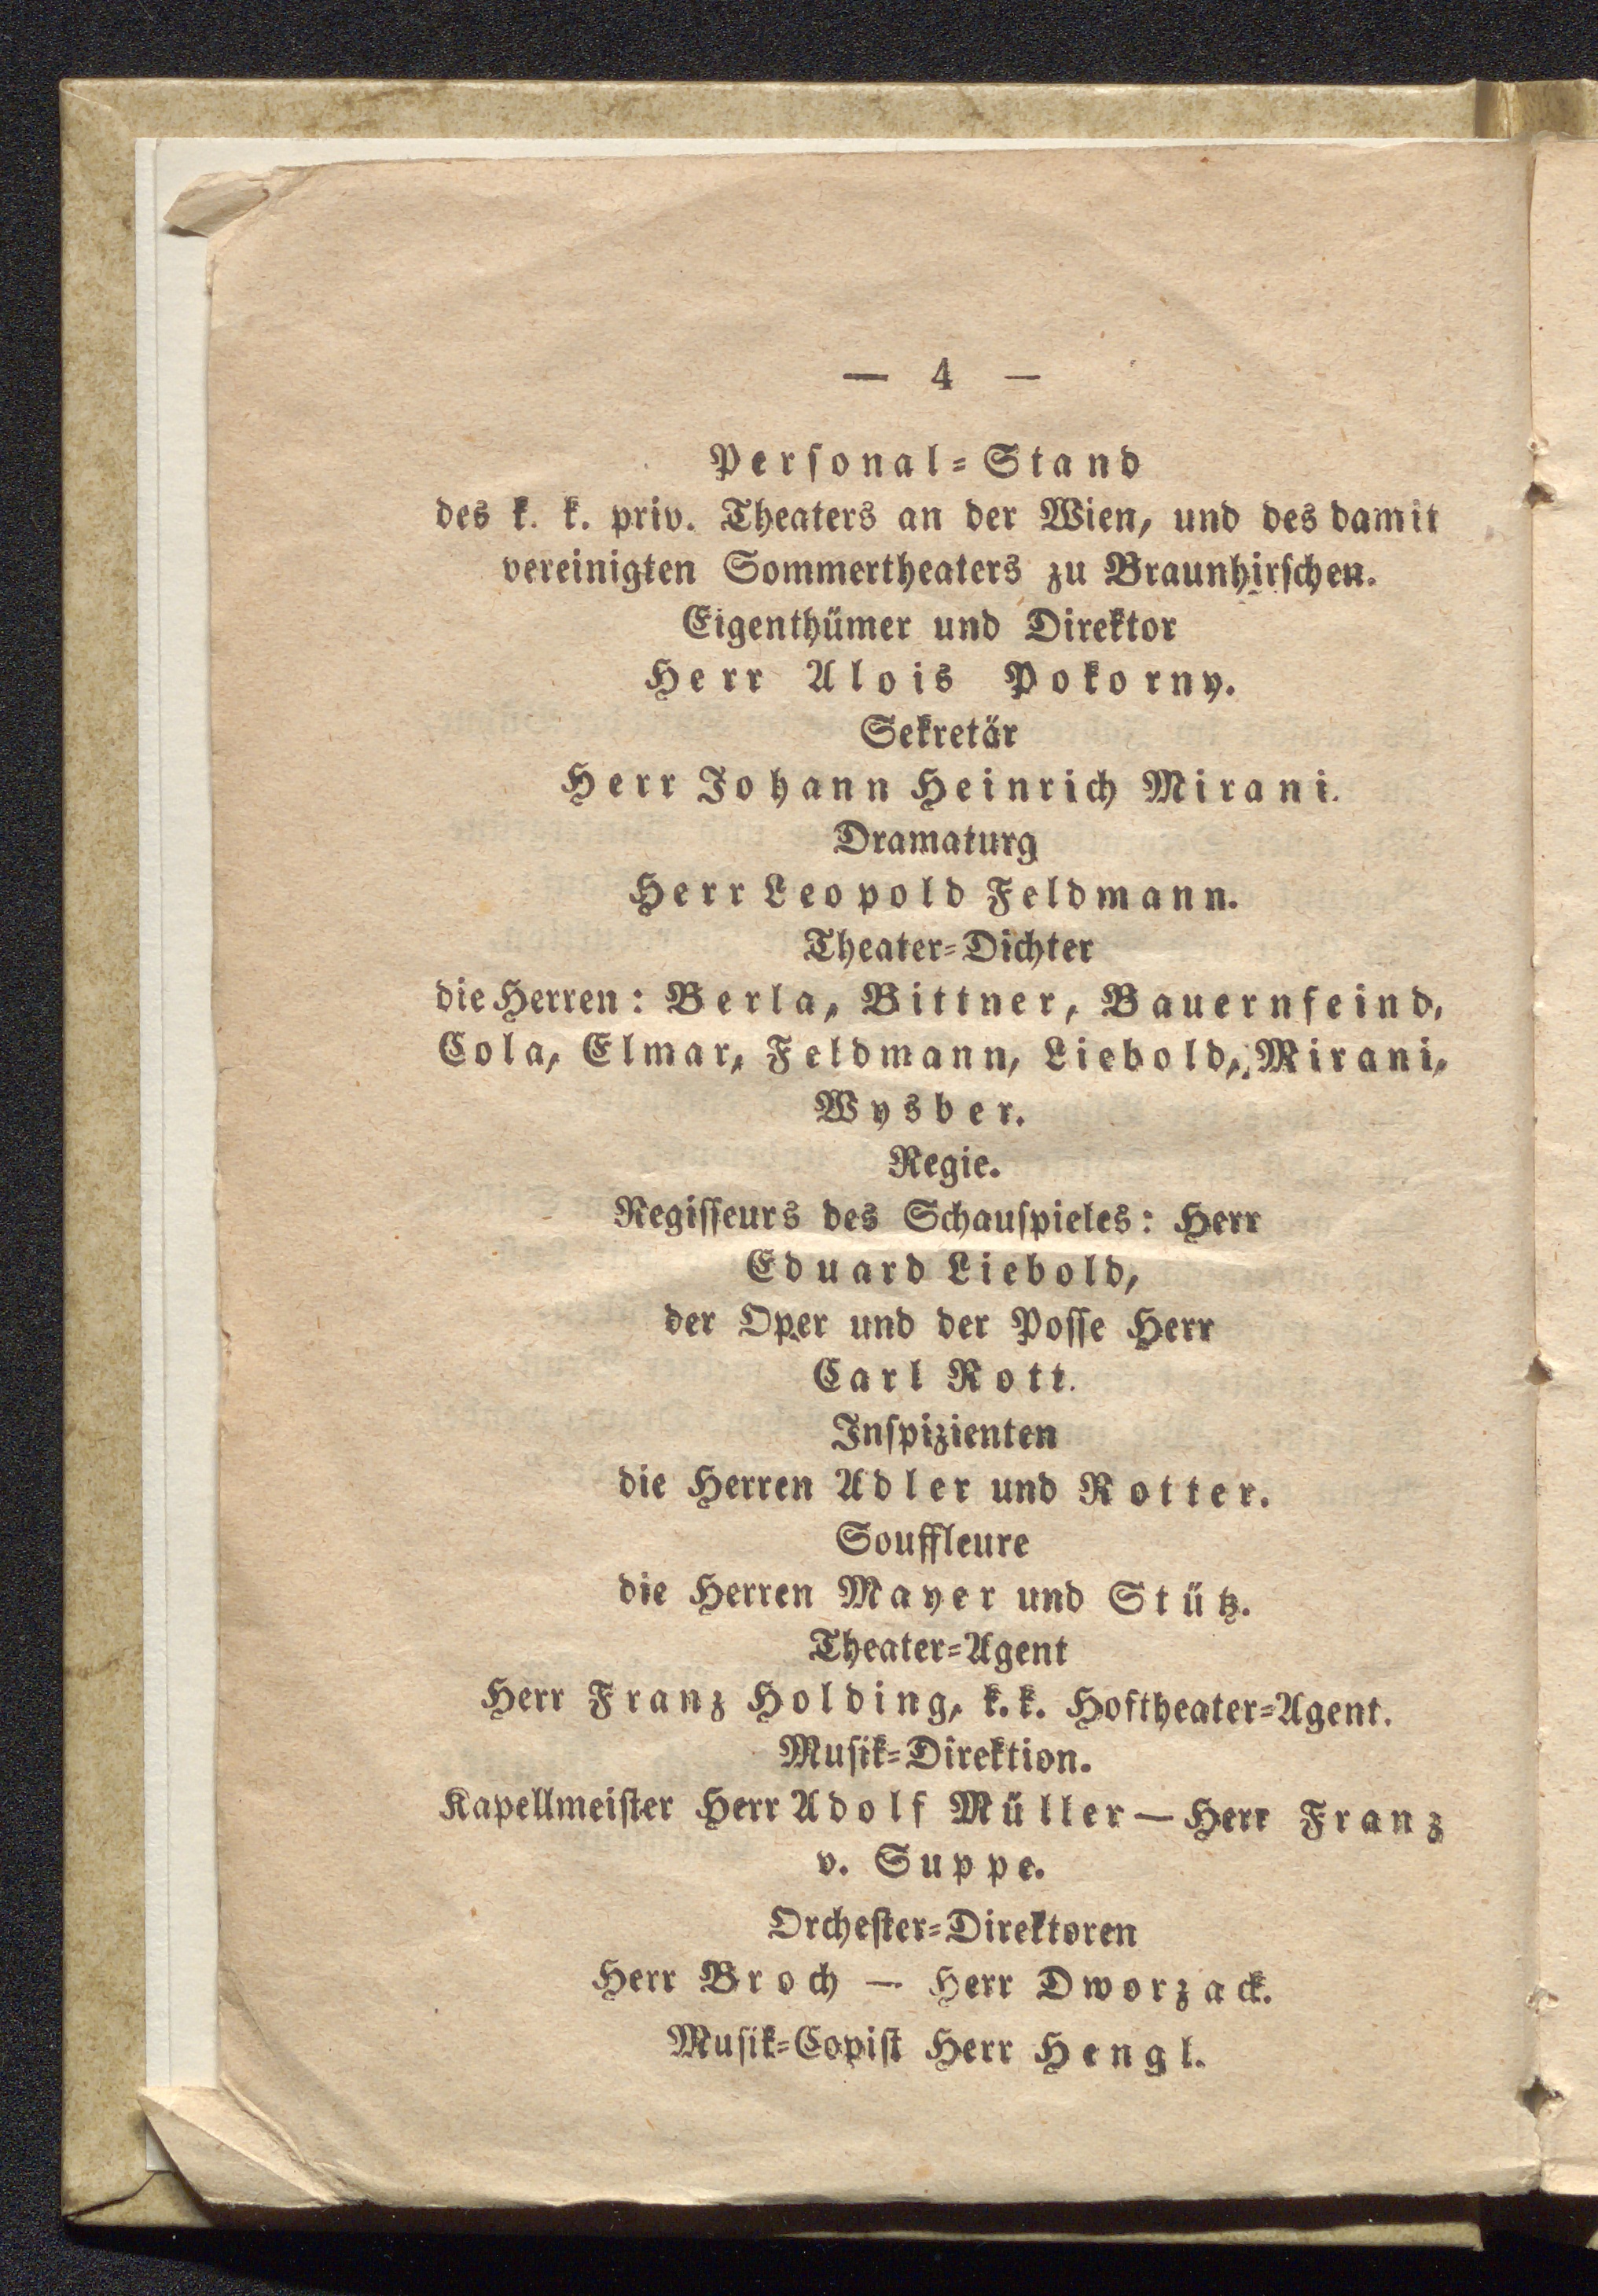 — 4 —
Personal-Stand
des k. k. priv. Theaters an der Wien, und des damit
vereinigten Sommertheaters zu Braunhirschen.
Eigenthümer und Direktor
Herr Alois Pokorny.
Sekretär
Herr Johann Heinrich Mirani.
Dramaturg
Herr Leopold Feldmann.
Theater-Dichter
die Herren: Berla, Bittner, Bauernfeind,
Cola, Elmar, Feldmann, Liebold, Mirani,
Wysber.
Regie.
Regisseurs des Schauspieles: Herr
Eduard Liebold,
der Oper und der Posse Herr
Carl Rott.
Inspizienten
die Herren Adler und Rotter.
Souffleure
die Herren Mayer und Stütz.
Theater-Agent
Herr Franz Holding, k. k. Hoftheater-Agent.
Musik-Direktion.
Kapellmeister Herr Adolf Müller — Herr Franz
v. Suppe.
Orchester-Direktoren
Herr Broch — Herr Dworzack.
Musik-Copist Herr Hengl.